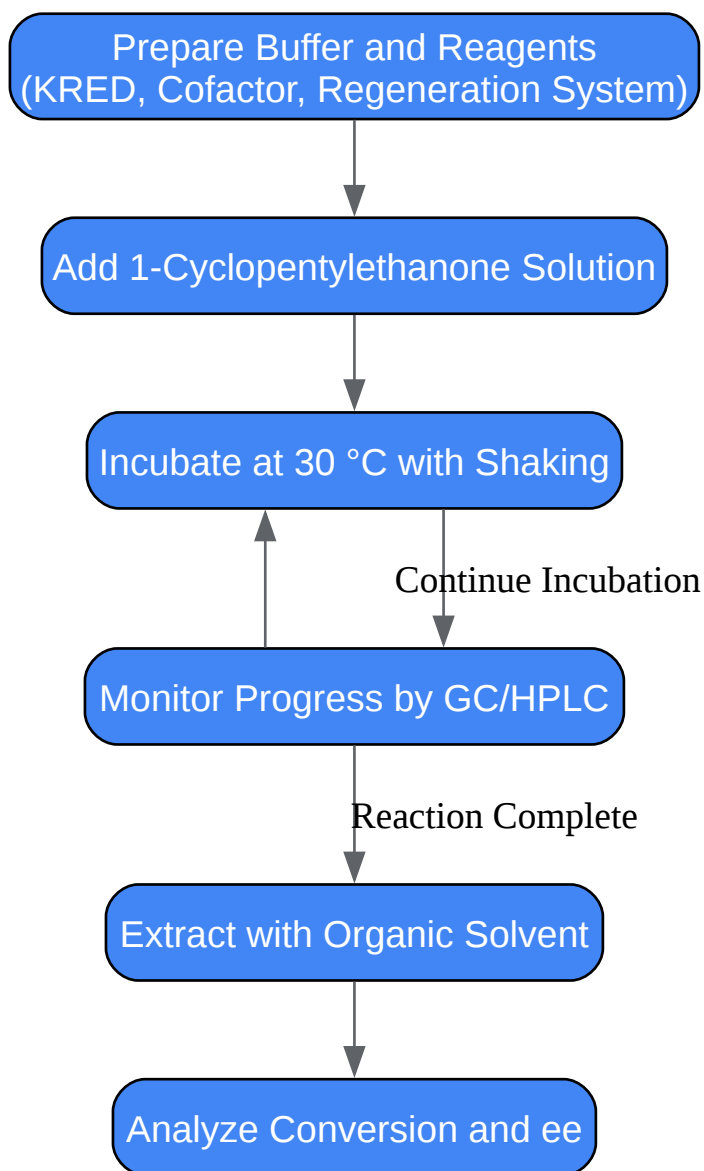 Prepare Buffer and Reagents
(KRED, Cofactor, Regeneration System)
Add 1-Cyclopentylethanone Solution
Incubate at 30 °C with Shaking
Continue Incubation
Monitor Progress by GC/HPLC
Reaction Complete
Extract with Organic Solvent
Analyze Conversion and ee